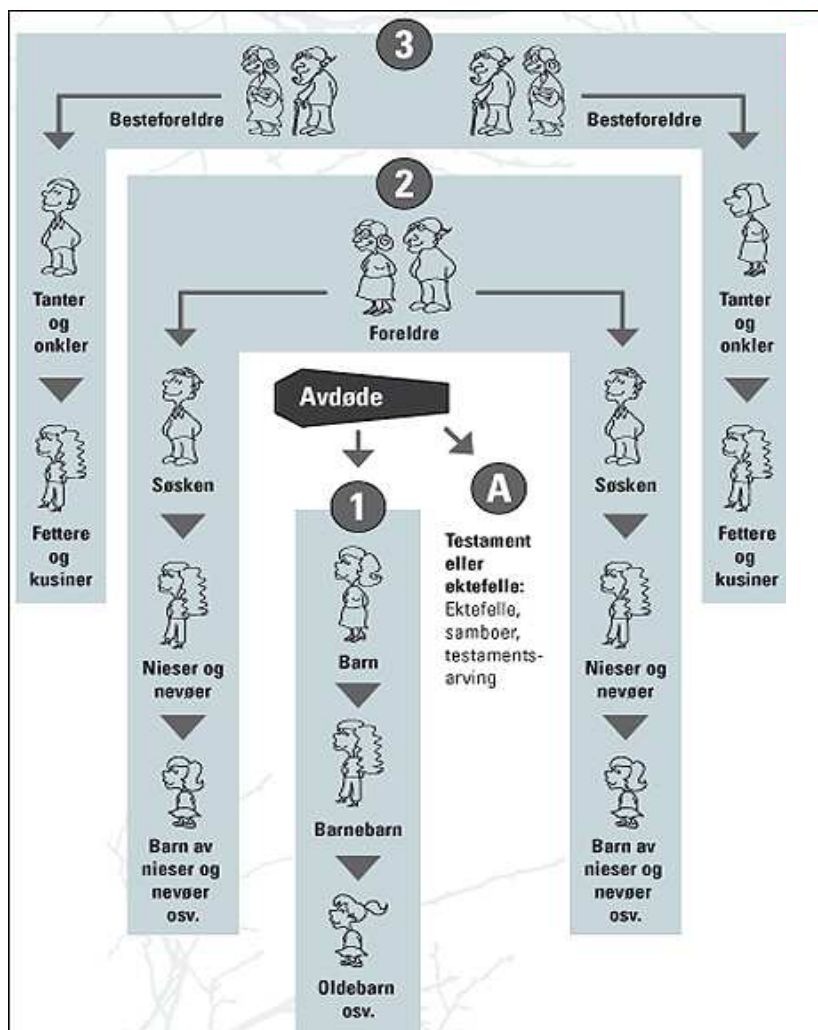 3
Besteforeldre
Besteforeldre
Tanter
og
onkler
Fettere
og
kusiner
Tanter
og
onkler
Fettere
og
kusiner
2
Foreldre
Søsken
Nieser og
nevøer
Barn av
nieser og
nevøer
osv.
Søsken
Nieser og
nevøer
Barn av
nieser og
nevøer
osv.
Avdøde
1
Barn
Barnebarn
Oldebarn
osv.
A
Testament
eller
ektefelle:
Ektefelle,
samboer,
testaments-
arving